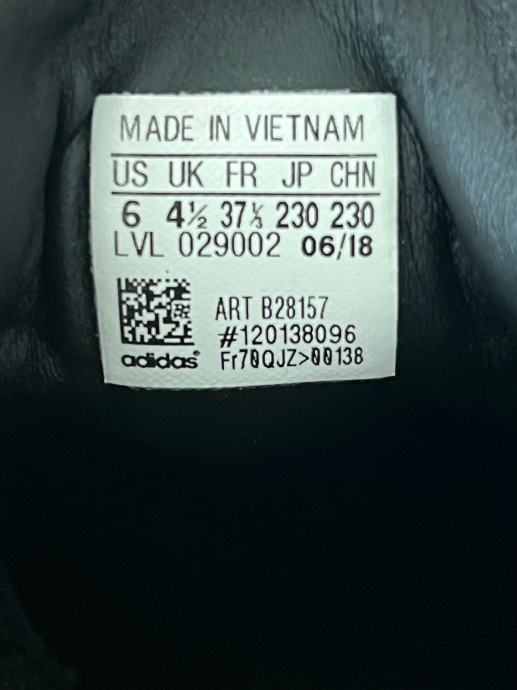 MADE IN VIETNAM
US UK FR JP CHN
6 4½ 37⅓ 230 230
LVL 029002 06/18
ART B28157
#120138096
adidas® Fr70QJZ>00138